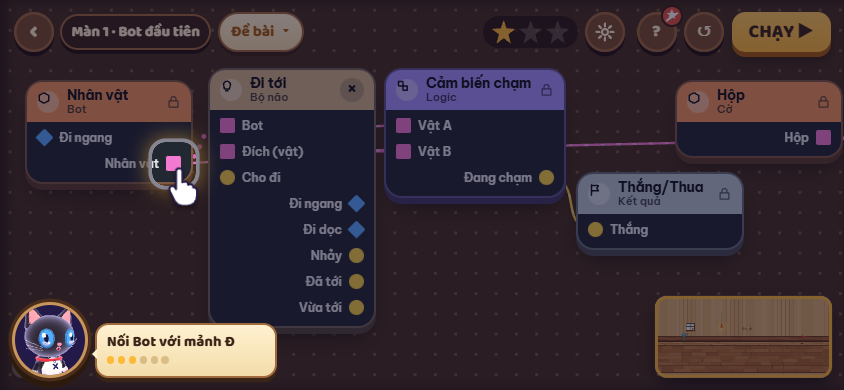 Màn 1 · Bot đầu tiên
Đề bài
?
CHẠY
Nhân vật
Bot
Đi ngang
Nhân vật
Đi tới
Bộ não
Bot
Đích (vật)
Cho đi
Đi ngang
Đi dọc
Nhảy
Đã tới
Vừa tới
Cảm biến chạm
Logic
Vật A
Vật B
Đang chạm
Hộp
Cờ
Hộp
Thắng/Thua
Kết quả
Thắng
Nối Bot với mảnh Đ